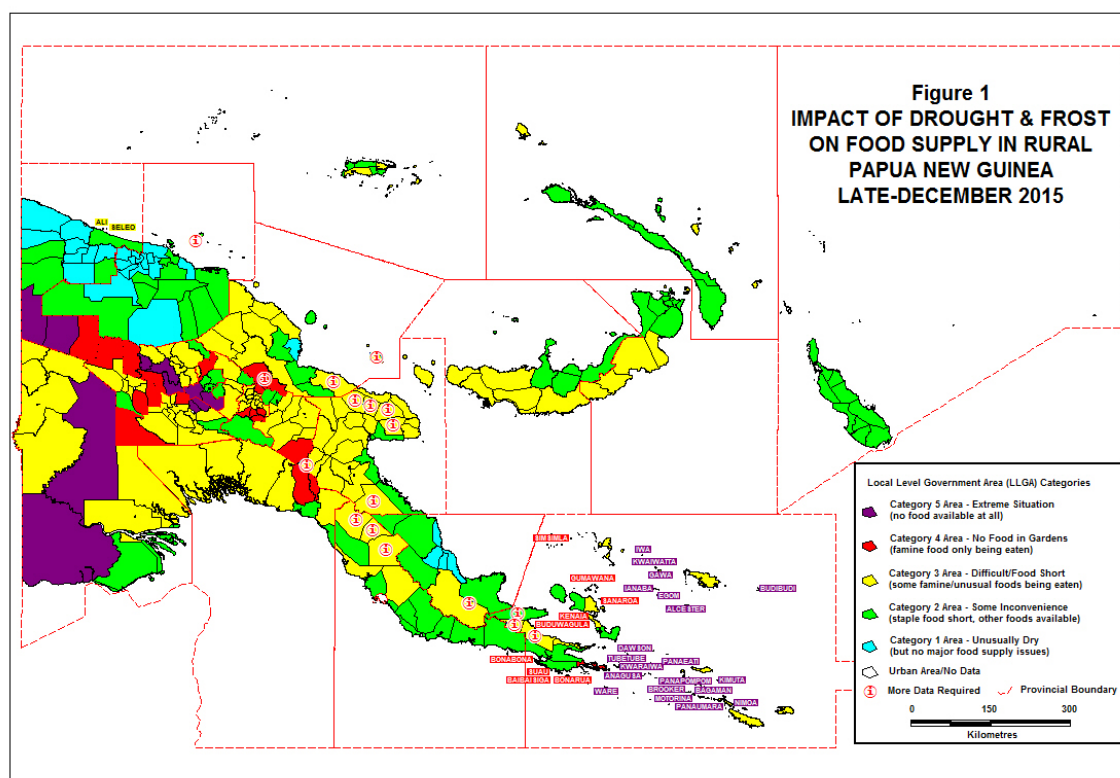 Figure 1
IMPACT OF DROUGHT & FROST
ON FOOD SUPPLY IN RURAL
PAPUA NEW GUINEA
LATE-DECEMBER 2015
ALI
SELEO
SIMSIMLA
IWA
KWAIWATTA
GUMAWANA
GAWA
IANABA
EGOM
BUDIBUDI
SANAROA
ALCESTER
KENAIA
BUDUWAGULA
DAWSON
BONABONA
TUBETUBE
PANAEATI
KWARAIWA
SUAU
ANAGUSA
PANAPOMPOM
KIMUTA
BAIBAISIGA
BONARUA
WARE
BROOKER
BAGAMAN
MOTORINA
NIMOA
PANAUMARA
Local Level Government Area (LLGA) Categories
Category 5 Area - Extreme Situation
(no food available at all)
Category 4 Area - No Food in Gardens
(famine food only being eaten)
Category 3 Area - Difficult/Food Short
(some famine/unusual foods being eaten)
Category 2 Area - Some Inconvenience
(staple food short, other foods available)
Category 1 Area - Unusually Dry
(but no major food supply issues)
Urban Area/No Data
i More Data Required Provincial Boundary
0 150 300
Kilometres